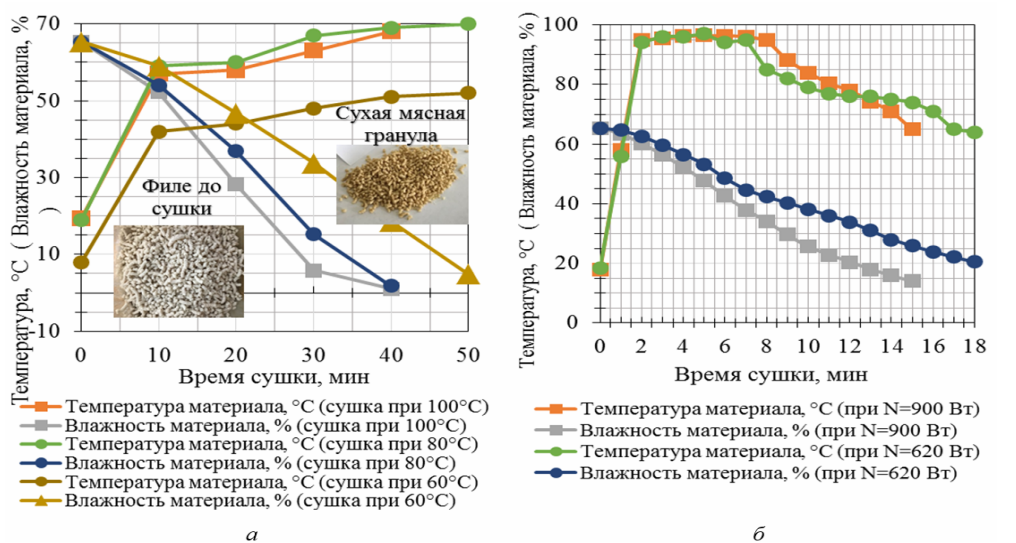 Температура, °С ( Влажность материала, %
)
70
50
30
10
-10
0
10
20
30
40
50
Филе до
сушки
Сухая мясная
гранула
Время сушки, мин
Температура материала, °С (сушка при 100°С)
Влажность материала, % (сушка при 100°С)
Температура материала, °С (сушка при 80°С)
Влажность материала, % (сушка при 80°С)
Температура материала, °С (сушка при 60°С)
Влажность материала, % (сушка при 60°С)
а
Температура, °С ( Влажность материала, %)
100
80
60
40
20
0
0
2
4
6
8
10
12
14
16
18
Время сушки, мин
Температура материала, °С (при N=900 Вт)
Влажность материала, % (при N=900 Вт)
Температура материала, °С (при N=620 Вт)
Влажность материала, % (при N=620 Вт)
б